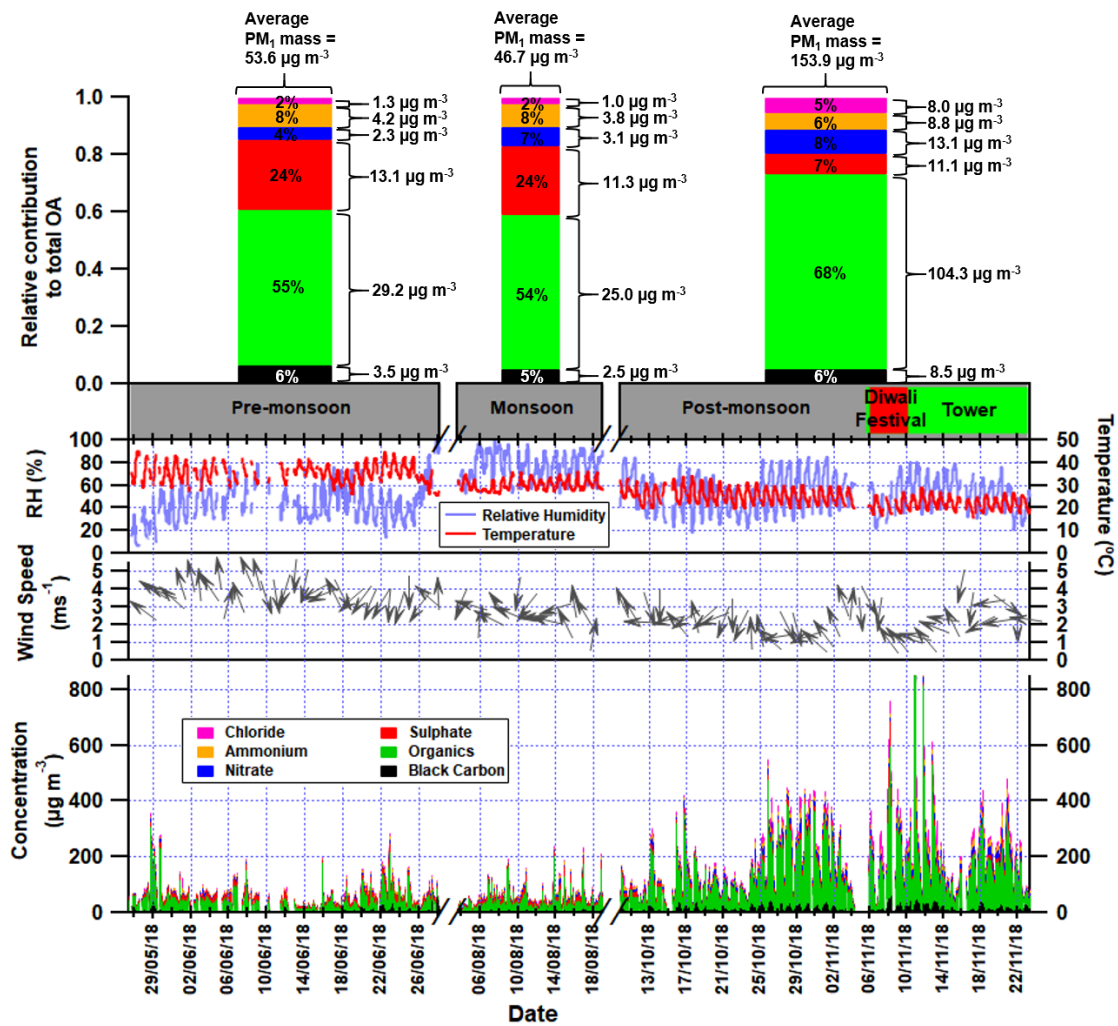 Average
PM1 mass =
53.6 µg m-3
Average
PM1 mass =
46.7 µg m-3
Average
PM1 mass =
153.9 µg m-3
Relative contribution
to total OA
1.0
0.8
0.6
0.4
0.2
0.0
2%
8%
4%
24%
55%
6%
1.3 µg m-3
4.2 µg m-3
2.3 µg m-3
13.1 µg m-3
29.2 µg m-3
3.5 µg m-3
2%
8%
7%
24%
54%
5%
1.0 µg m-3
3.8 µg m-3
3.1 µg m-3
11.3 µg m-3
25.0 µg m-3
2.5 µg m-3
5%
6%
8%
7%
68%
6%
8.0 µg m-3
8.8 µg m-3
13.1 µg m-3
11.1 µg m-3
104.3 µg m-3
8.5 µg m-3
Pre-monsoon
Monsoon
Post-monsoon
Diwali
Festival
Tower
RH (%)
100
80
60
40
20
0
Relative Humidity
Temperature
50
40
30
20
10
0
Temperature (oC)
Wind Speed
(ms-1)
5
4
3
2
1
0
5
4
3
2
1
0
Concentration
(µg m-3)
800
600
400
200
0
Chloride
Ammonium
Nitrate
Sulphate
Organics
Black Carbon
800
600
400
200
0
29/05/18
02/06/18
06/06/18
10/06/18
14/06/18
18/06/18
22/06/18
26/06/18
06/08/18
10/08/18
14/08/18
18/08/18
13/10/18
17/10/18
21/10/18
25/10/18
29/10/18
02/11/18
06/11/18
10/11/18
14/11/18
18/11/18
22/11/18
Date